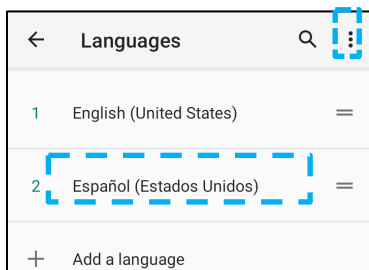 Languages
1 English (United States)
2 Español (Estados Unidos)
Add a language